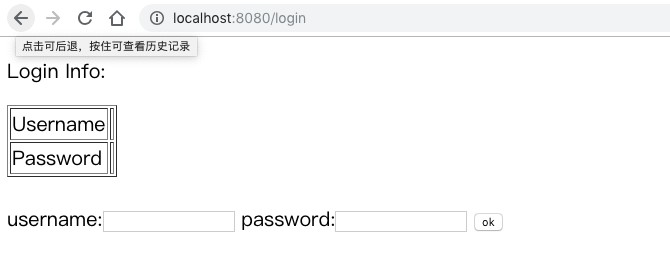 localhost:8080/login
点击可后退，按住可查看历史记录
Login Info:
Username
Password
username: password: ok